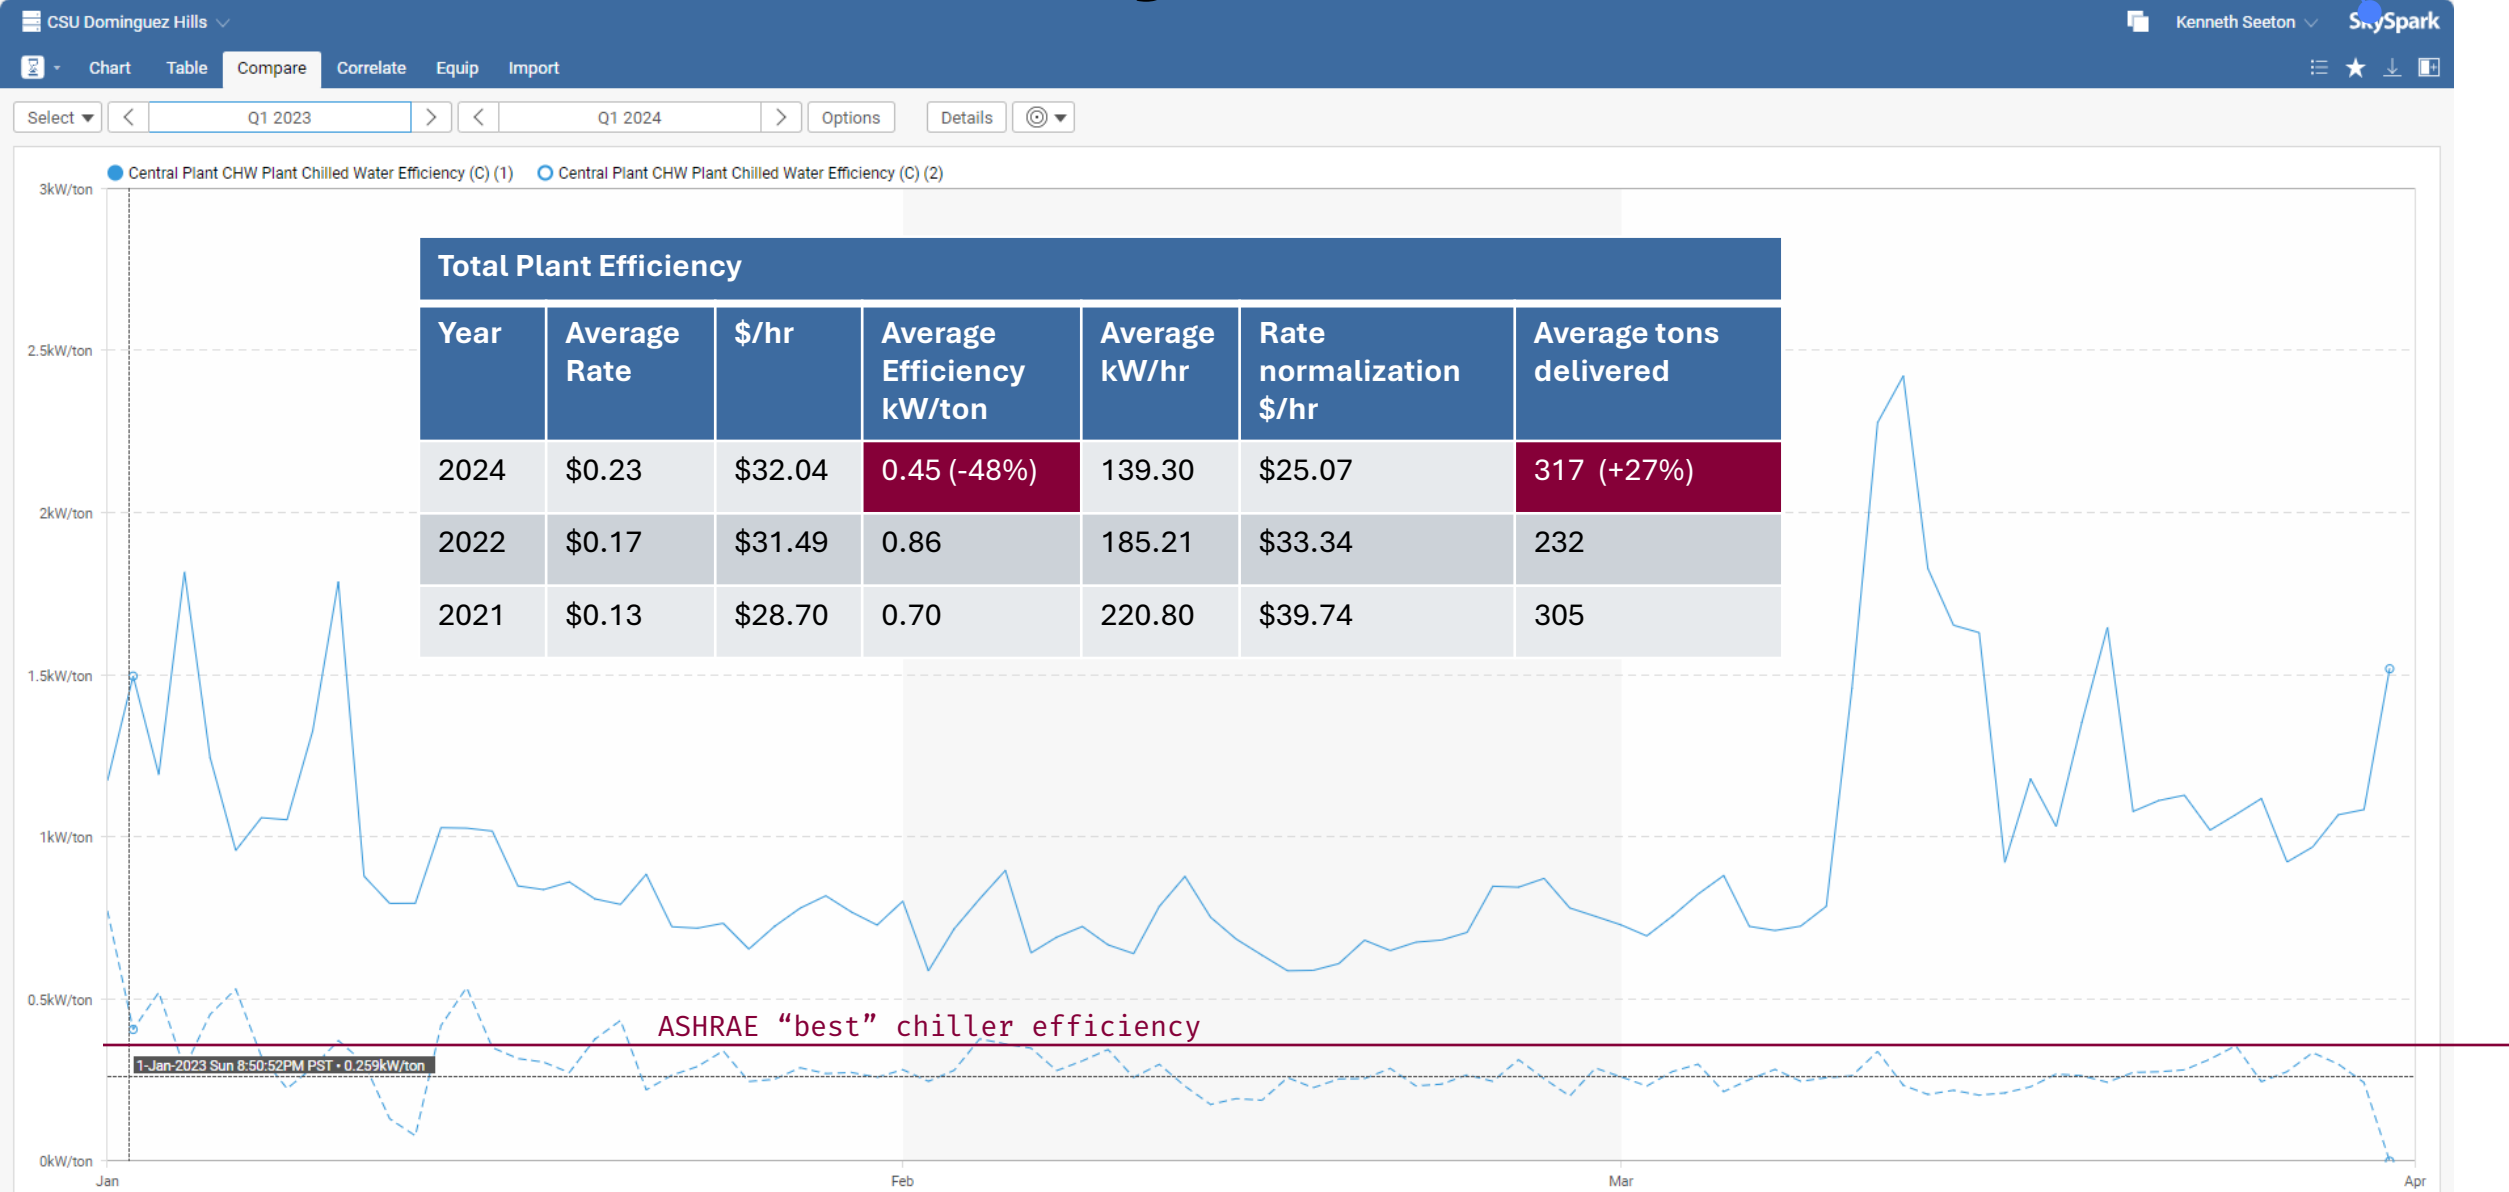 CSU Dominguez Hills
Kenneth Seeton
SkySpark
Chart Table Compare Correlate Equip Import
Select Q1 2023 Q1 2024 Options Details
Central Plant CHW Plant Chilled Water Efficiency (C) (1) Central Plant CHW Plant Chilled Water Efficiency (C) (2)
3kW/ton
2.5kW/ton
2kW/ton
1.5kW/ton
1kW/ton
0.5kW/ton
0kW/ton
Total Plant Efficiency
Year Average Rate $/hr Average Efficiency kW/ton Average kW/hr Rate normalization $/hr Average tons delivered
2024 $0.23 $32.04 0.45 (-48%) 139.30 $25.07 317 (+27%)
2022 $0.17 $31.49 0.86 185.21 $33.34 232
2021 $0.13 $28.70 0.70 220.80 $39.74 305
ASHRAE “best” chiller efficiency
1-Jan-2023 Sun 8:50:52PM PST • 0.259kW/ton
Jan Feb Mar Apr